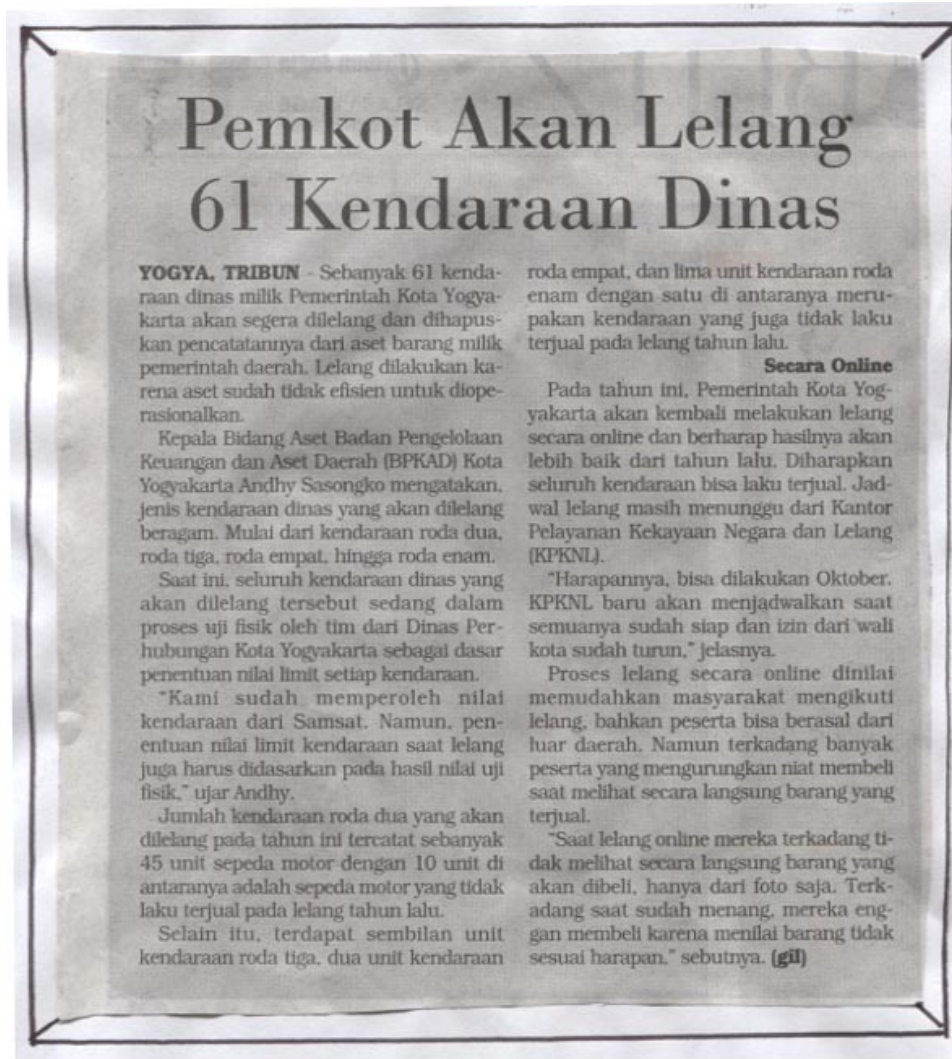 Pemkot Akan Lelang
61 Kendaraan Dinas
YOGYA, TRIBUN - Sebanyak 61 kenda-
raan dinas milik Pemerintah Kota Yogya-
karta akan segera dilelang dan dihapus-
kan pencatatannya dari aset barang milik
pemerintah daerah. Lelang dilakukan ka-
rena aset sudah tidak efisien untuk diope-
rasionalkan.
Kepala Bidang Aset Badan Pengelolaan
Keuangan dan Aset Daerah (BPKAD) Kota
Yogyakarta Andhy Sasongko mengatakan,
jenis kendaraan dinas yang akan dilelang
beragam. Mulai dari kendaraan roda dua,
roda tiga, roda empat, hingga roda enam.
Saat ini, seluruh kendaraan dinas yang
akan dilelang tersebut sedang dalam
proses uji fisik oleh tim dari Dinas Per-
hubungan Kota Yogyakarta sebagai dasar
penentuan nilai limit setiap kendaraan.
"Kami sudah memperoleh nilai
kendaraan dari Samsat. Namun, pen-
entuan nilai limit kendaraan saat lelang
juga harus didasarkan pada hasil nilai uji
fisik," ujar Andhy.
Jumlah kendaraan roda dua yang akan
dilelang pada tahun ini tercatat sebanyak
45 unit sepeda motor dengan 10 unit di
antaranya adalah sepeda motor yang tidak
laku terjual pada lelang tahun lalu.
Selain itu, terdapat sembilan unit
kendaraan roda tiga, dua unit kendaraan
roda empat, dan lima unit kendaraan roda
enam dengan satu di antaranya meru-
pakan kendaraan yang juga tidak laku
terjual pada lelang tahun lalu.
Secara Online
Pada tahun ini, Pemerintah Kota Yog-
yakarta akan kembali melakukan lelang
secara online dan berharap hasilnya akan
lebih baik dari tahun lalu. Diharapkan
seluruh kendaraan bisa laku terjual. Jad-
wal lelang masih menunggu dari Kantor
Pelayanan Kekayaan Negara dan Lelang
(KPKNL).
"Harapannya, bisa dilakukan Oktober.
KPKNL baru akan menjadwalkan saat
semuanya sudah siap dan izin dari wali
kota sudah turun," jelasnya.
Proses lelang secara online dinilai
memudahkan masyarakat mengikuti
lelang, bahkan peserta bisa berasal dari
luar daerah. Namun terkadang banyak
peserta yang mengurungkan niat membeli
saat melihat secara langsung barang yang
terjual.
"Saat lelang online mereka terkadang ti-
dak melihat secara langsung barang yang
akan dibeli, hanya dari foto saja. Terk-
adang saat sudah menang, mereka eng-
gan membeli karena menilai barang tidak
sesuai harapan," sebutnya. (gil)